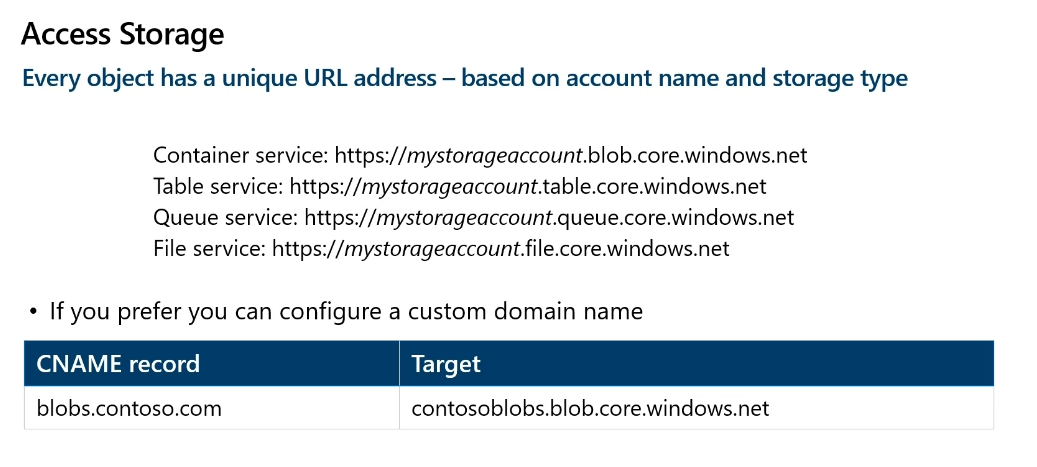 Access Storage
Every object has a unique URL address – based on account name and storage type
Container service: https://mystorageaccount.blob.core.windows.net
Table service: https://mystorageaccount.table.core.windows.net
Queue service: https://mystorageaccount.queue.core.windows.net
File service: https://mystorageaccount.file.core.windows.net
• If you prefer you can configure a custom domain name
CNAME record Target
blobs.contoso.com contosoblobs.blob.core.windows.net